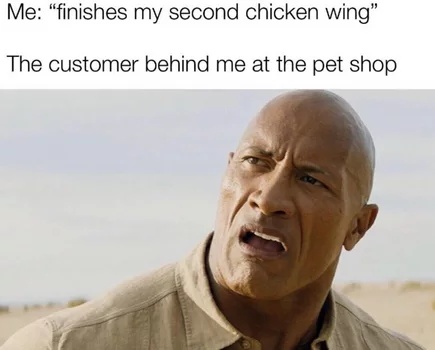 Me: “finishes my second chicken wing”
The customer behind me at the pet shop